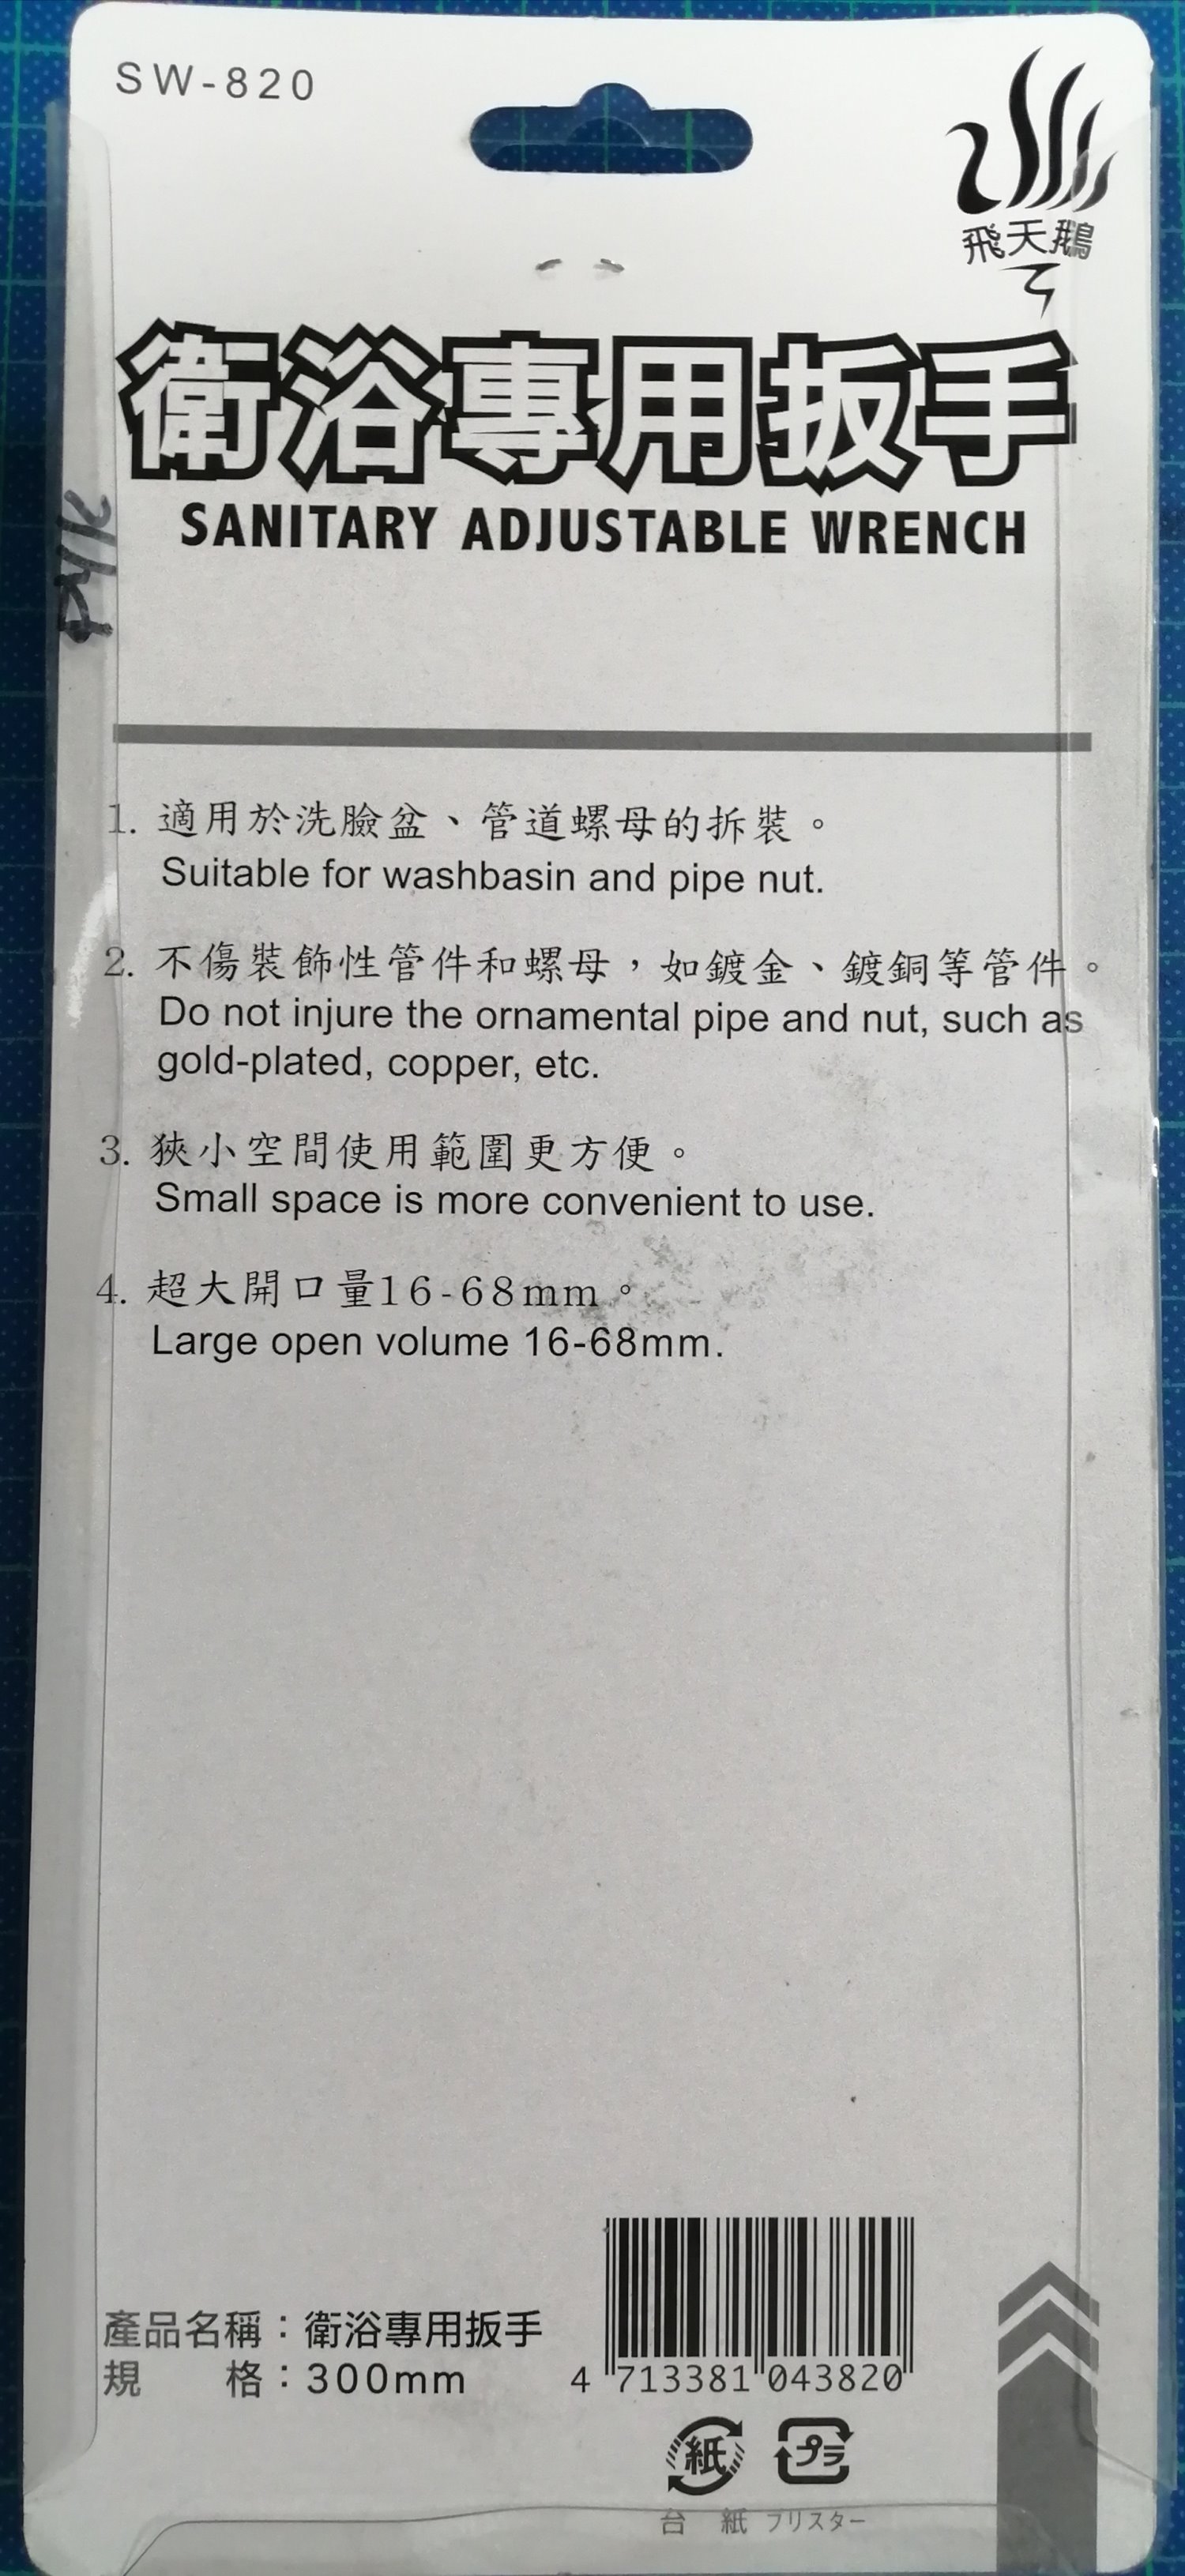 SW-820
飛天鵝
衛浴專用扳手
SANITARY ADJUSTABLE WRENCH
1. 適用於洗臉盆、管道螺母的拆裝。
Suitable for washbasin and pipe nut.
2. 不傷裝飾性管件和螺母，如鍍金、鍍銅等管件。
Do not injure the ornamental pipe and nut, such as
gold-plated, copper, etc.
3. 狹小空間使用範圍更方便。
Small space is more convenient to use.
4. 超大開口量16-68mm。
Large open volume 16-68mm.
產品名稱：衛浴專用扳手
規　　格：300mm
4 713381 043820
紙 プラ
台 紙 フリスター